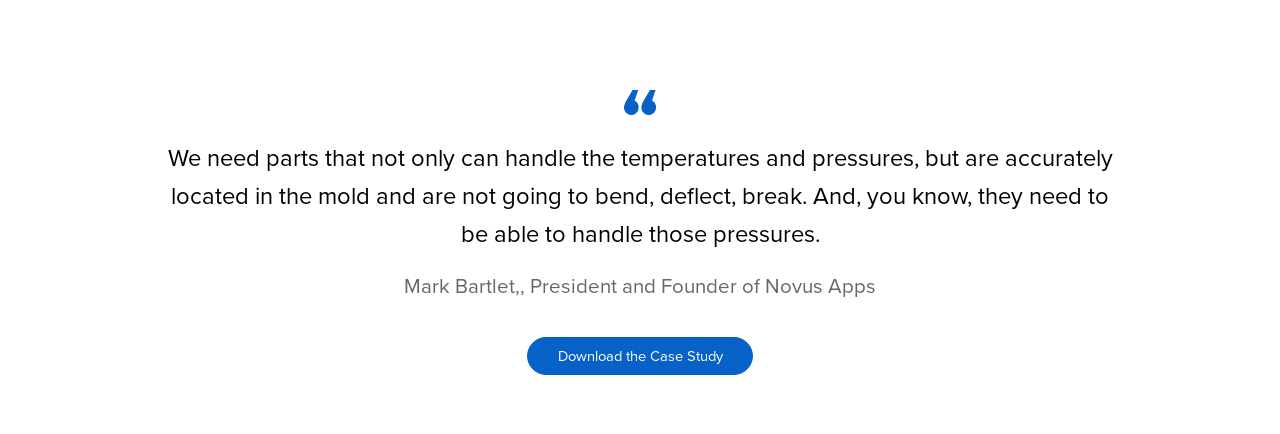 “
We need parts that not only can handle the temperatures and pressures, but are accurately
located in the mold and are not going to bend, deflect, break. And, you know, they need to
be able to handle those pressures.
Mark Bartlet,, President and Founder of Novus Apps
Download the Case Study